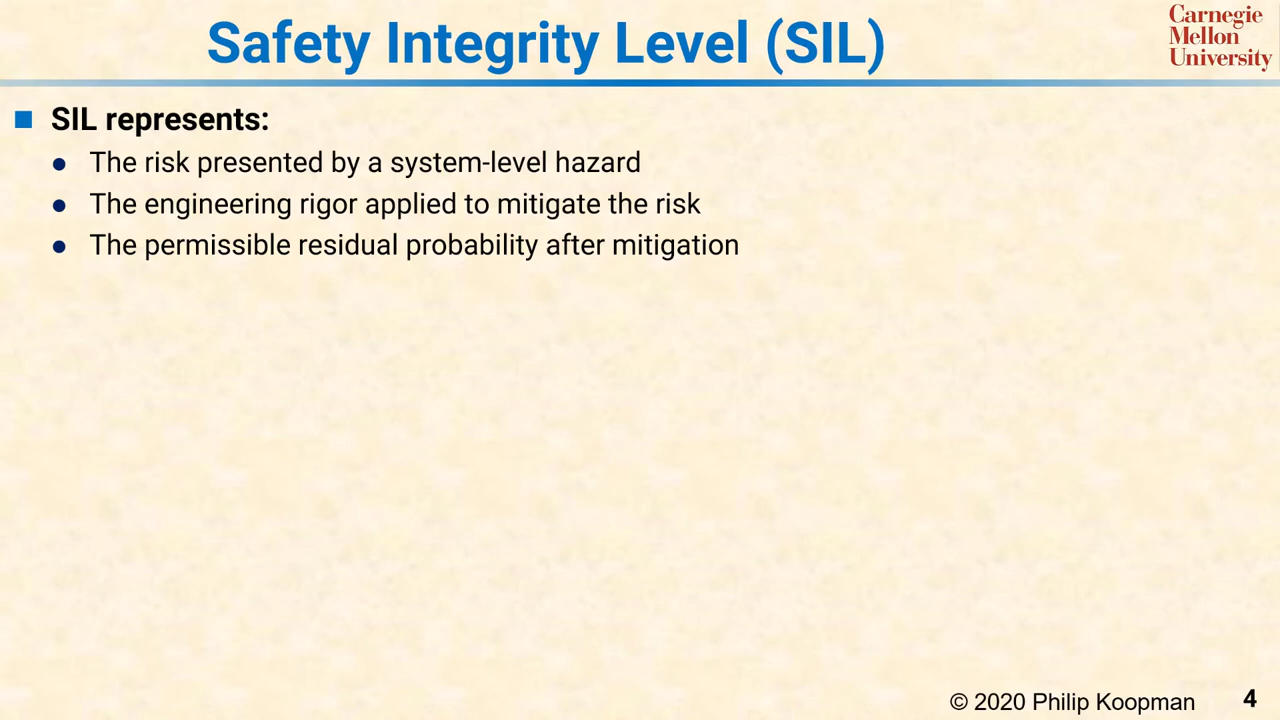 Safety Integrity Level (SIL)
Carnegie
Mellon
University
SIL represents:
The risk presented by a system-level hazard
The engineering rigor applied to mitigate the risk
The permissible residual probability after mitigation
© 2020 Philip Koopman
4